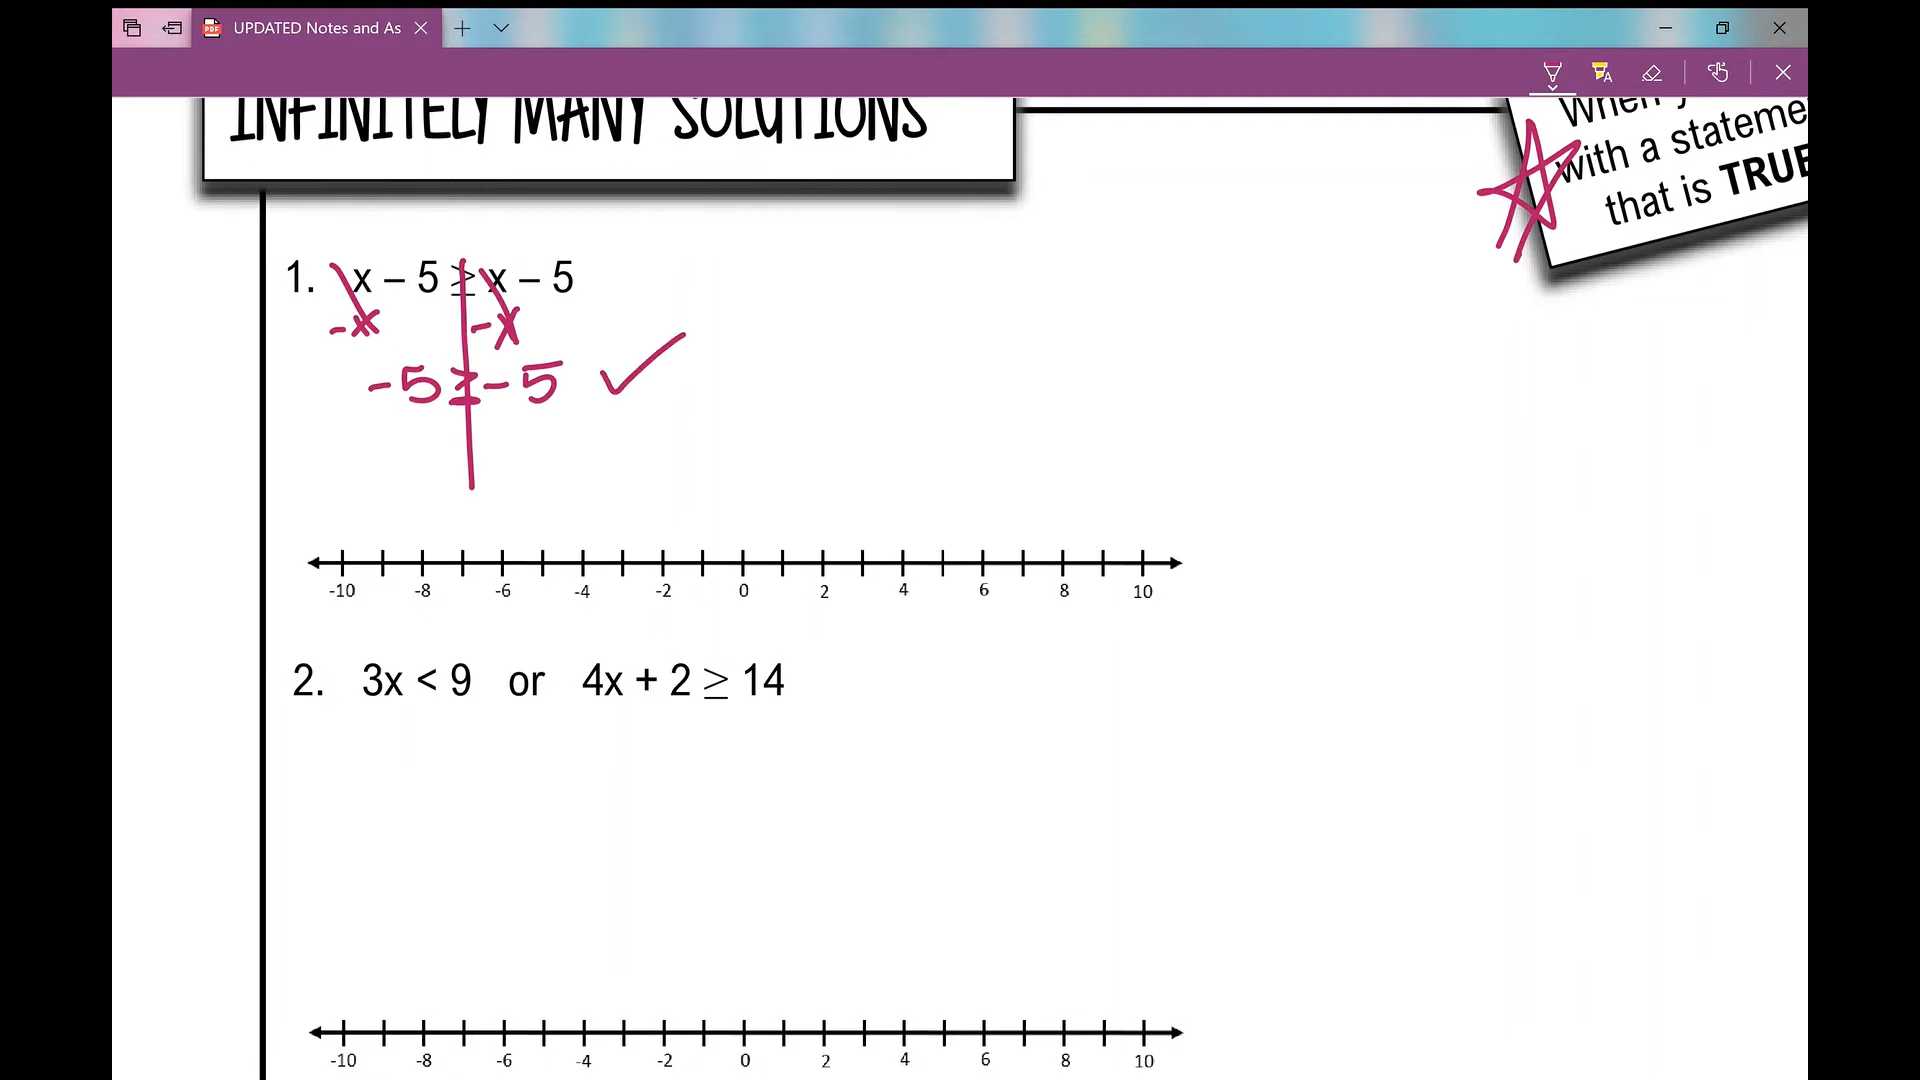 UPDATED Notes and As
INFINITELY MANY SOLUTIONS
with a stateme
that is TRUE
1. x – 5 ≥ x – 5
-x -x
-5 ≥ -5 ✓
-10 -8 -6 -4 -2 0 2 4 6 8 10
2. 3x < 9 or 4x + 2 ≥ 14
-10 -8 -6 -4 -2 0 2 4 6 8 10